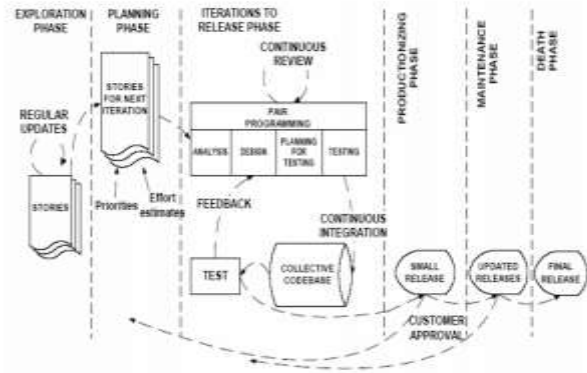 EXPLORATION
PHASE
PLANNING
PHASE
ITERATIONS TO
RELEASE PHASE
PRODUCTIONIZING
PHASE
MAINTENANCE
PHASE
DEATH
PHASE
CONTINUOUS
REVIEW
STORIES
FOR NEXT
ITERATION
REGULAR
UPDATES
PAIR
PROGRAMMING
ANALYSIS
DESIGN
PLANNING
FOR
TESTING
TESTING
STORIES
Priorities
Effort
estimates
FEEDBACK
CONTINUOUS
INTEGRATION
TEST
COLLECTIVE
CODEBASE
SMALL
RELEASE
UPDATED
RELEASES
FINAL
RELEASE
CUSTOMER
APPROVAL